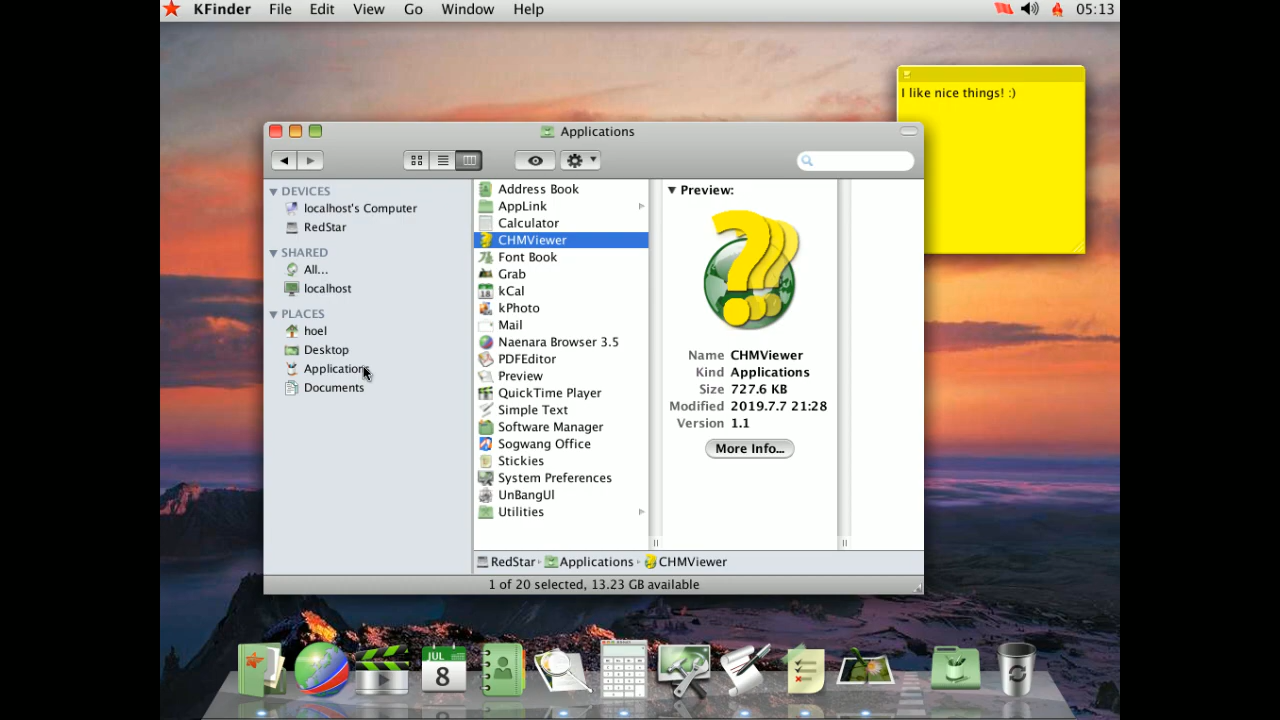 KFinder File Edit View Go Window Help 05:13
I like nice things! :)
Applications
DEVICES
localhost's Computer
RedStar
SHARED
All...
localhost
PLACES
hoel
Desktop
Applications
Documents
Address Book
AppLink
Calculator
CHMViewer
Font Book
Grab
kCal
kPhoto
Mail
Naenara Browser 3.5
PDFEditor
Preview
QuickTime Player
Simple Text
Software Manager
Sogwang Office
Stickies
System Preferences
UnBangUI
Utilities
Preview:
Name CHMViewer
Kind Applications
Size 727.6 KB
Modified 2019.7.7 21:28
Version 1.1
More Info...
RedStar Applications CHMViewer
1 of 20 selected, 13.23 GB available
JUL
8